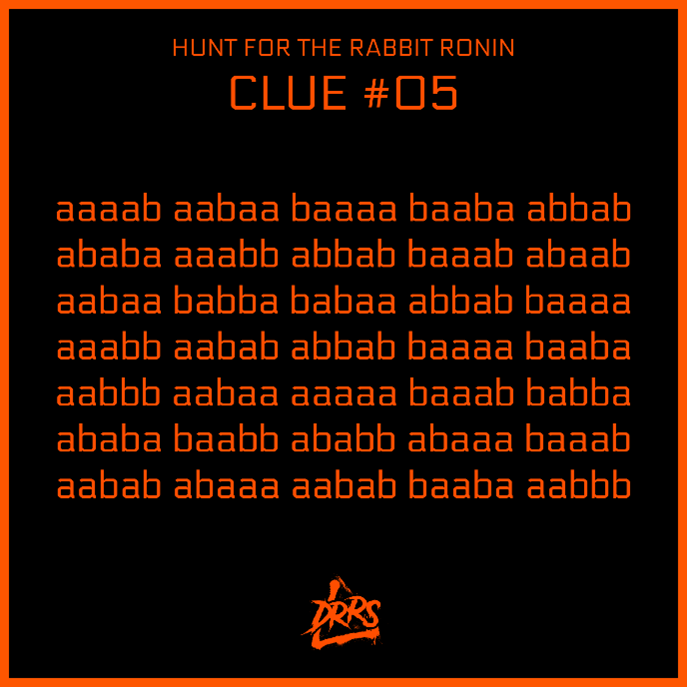 HUNT FOR THE RABBIT RONIN
CLUE #05
aaaab aabaa baaaa baaba abbab
ababa aaabb abbab baaab abaab
aabaa babba babaa abbab baaaa
aaabb aabab abbab baaaa baaba
aabbb aabaa aaaaa baaab babba
ababa baabb ababb abaaa baaab
aabab abaaa aabab baaba aabbb
DRRS